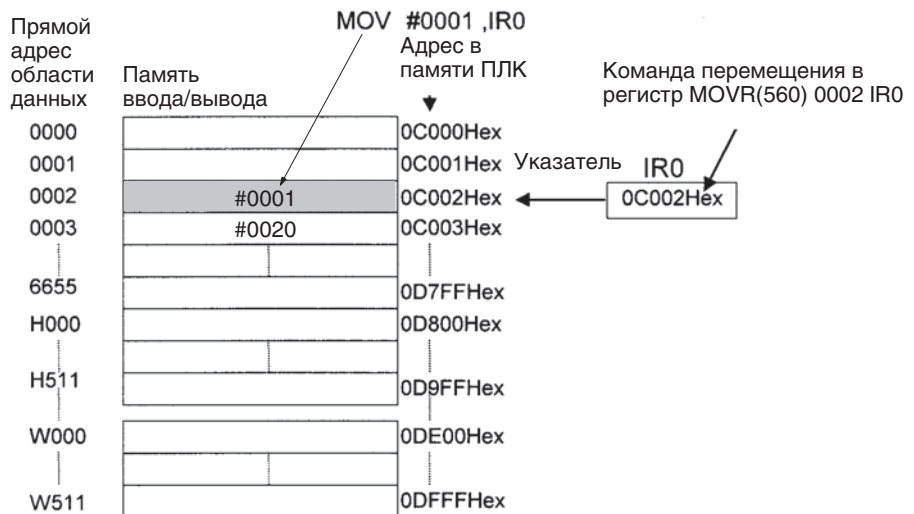 MOV #0001 ,IR0
Прямой
адрес
области
данных
Память
ввода/вывода
Адрес в
памяти ПЛК
Команда перемещения в
регистр MOVR(560) 0002 IR0
0000
0C000Hex
0001
0C001Hex
Указатель
IR0
0002
#0001
0C002Hex
0C002Hex
0003
#0020
0C003Hex
6655
0D7FFHex
H000
0D800Hex
H511
0D9FFHex
W000
0DE00Hex
W511
0DFFFHex